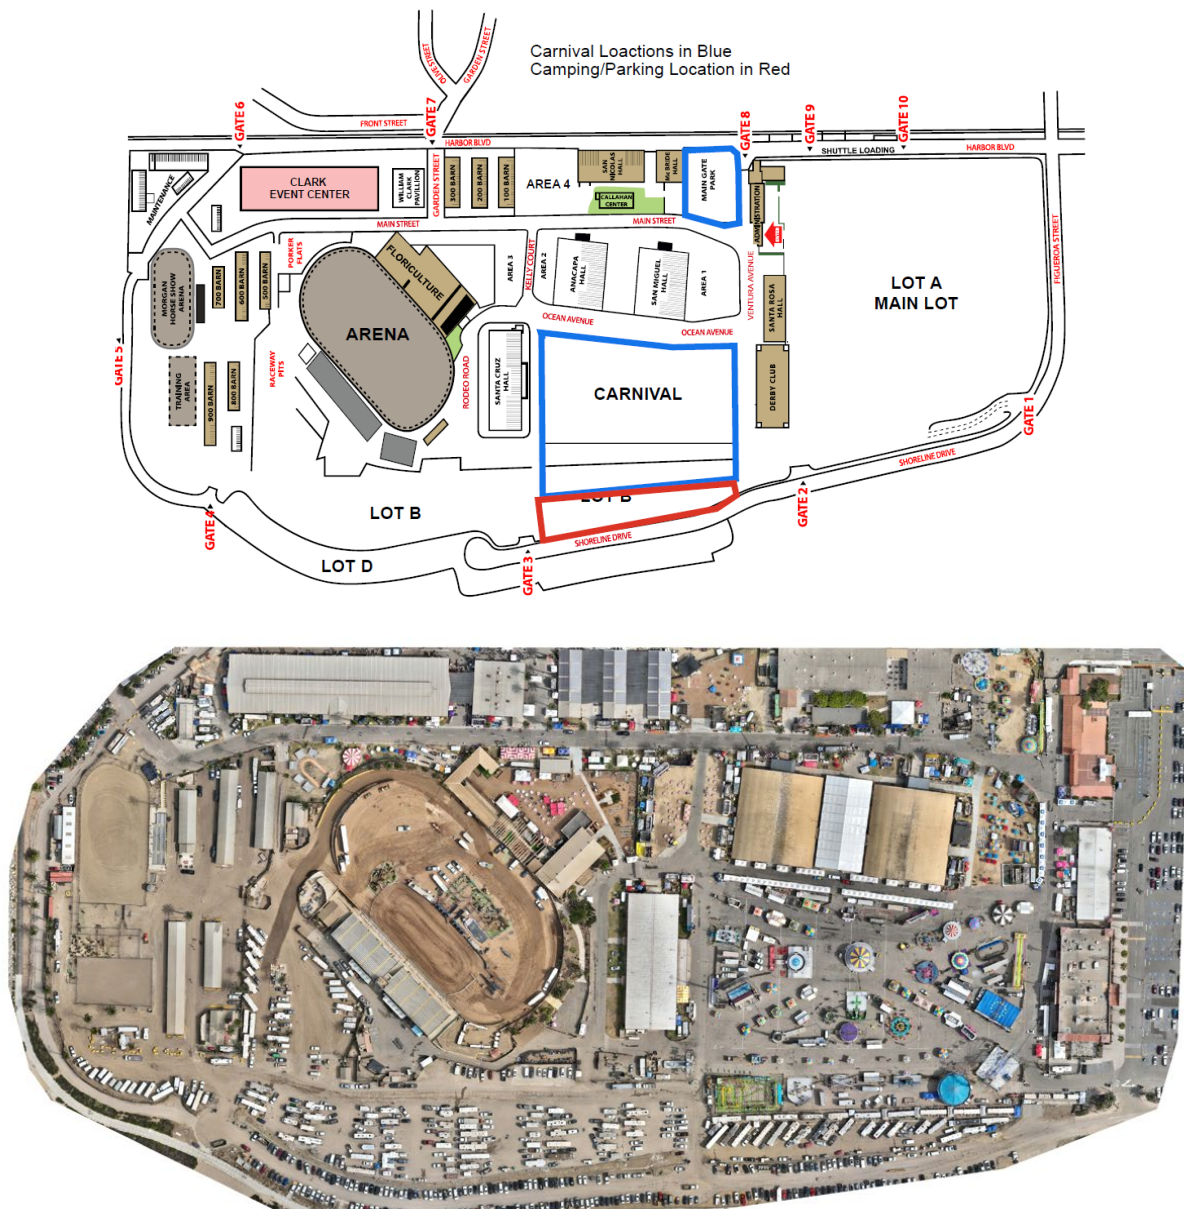 Carnival Loactions in Blue
Camping/Parking Location in Red
OLIVE STREET
GARDEN STREET
FRONT STREET
GATE 6
GATE 7
GATE 8
GATE 9
GATE 10
HARBOR BLVD
SHUTTLE LOADING
HARBOR BLVD
MAINTENANCE
CLARK
EVENT CENTER
WILLIAM
CLARK
PAVILLION
GARDEN STREET
300 BARN
200 BARN
100 BARN
AREA 4
SAN
NICOLAS
HALL
Mc BRIDE
HALL
CALLAHAN
CENTER
MAIN GATE
PARK
ADMINISTRATION
MAIN STREET
MAIN STREET
FIGUEROA STREET
PORKER
FLATS
FLORICULTURE
AREA 3
KELLY COURT
AREA 2
ANACAPA
HALL
SAN MIGUEL
HALL
AREA 1
VENTURA AVENUE
SANTA ROSA
HALL
LOT A
MAIN LOT
MORGAN
HORSE SHOW
ARENA
700 BARN
600 BARN
500 BARN
ARENA
OCEAN AVENUE
OCEAN AVENUE
GATE 5
TRAINING
AREA
900 BARN
800 BARN
RACEWAY
PITS
RODEO ROAD
SANTA CRUZ
HALL
CARNIVAL
DERBY CLUB
GATE 1
SHORELINE DRIVE
GATE 2
LOT B
LOT B
GATE 4
GATE 3
SHORELINE DRIVE
LOT D